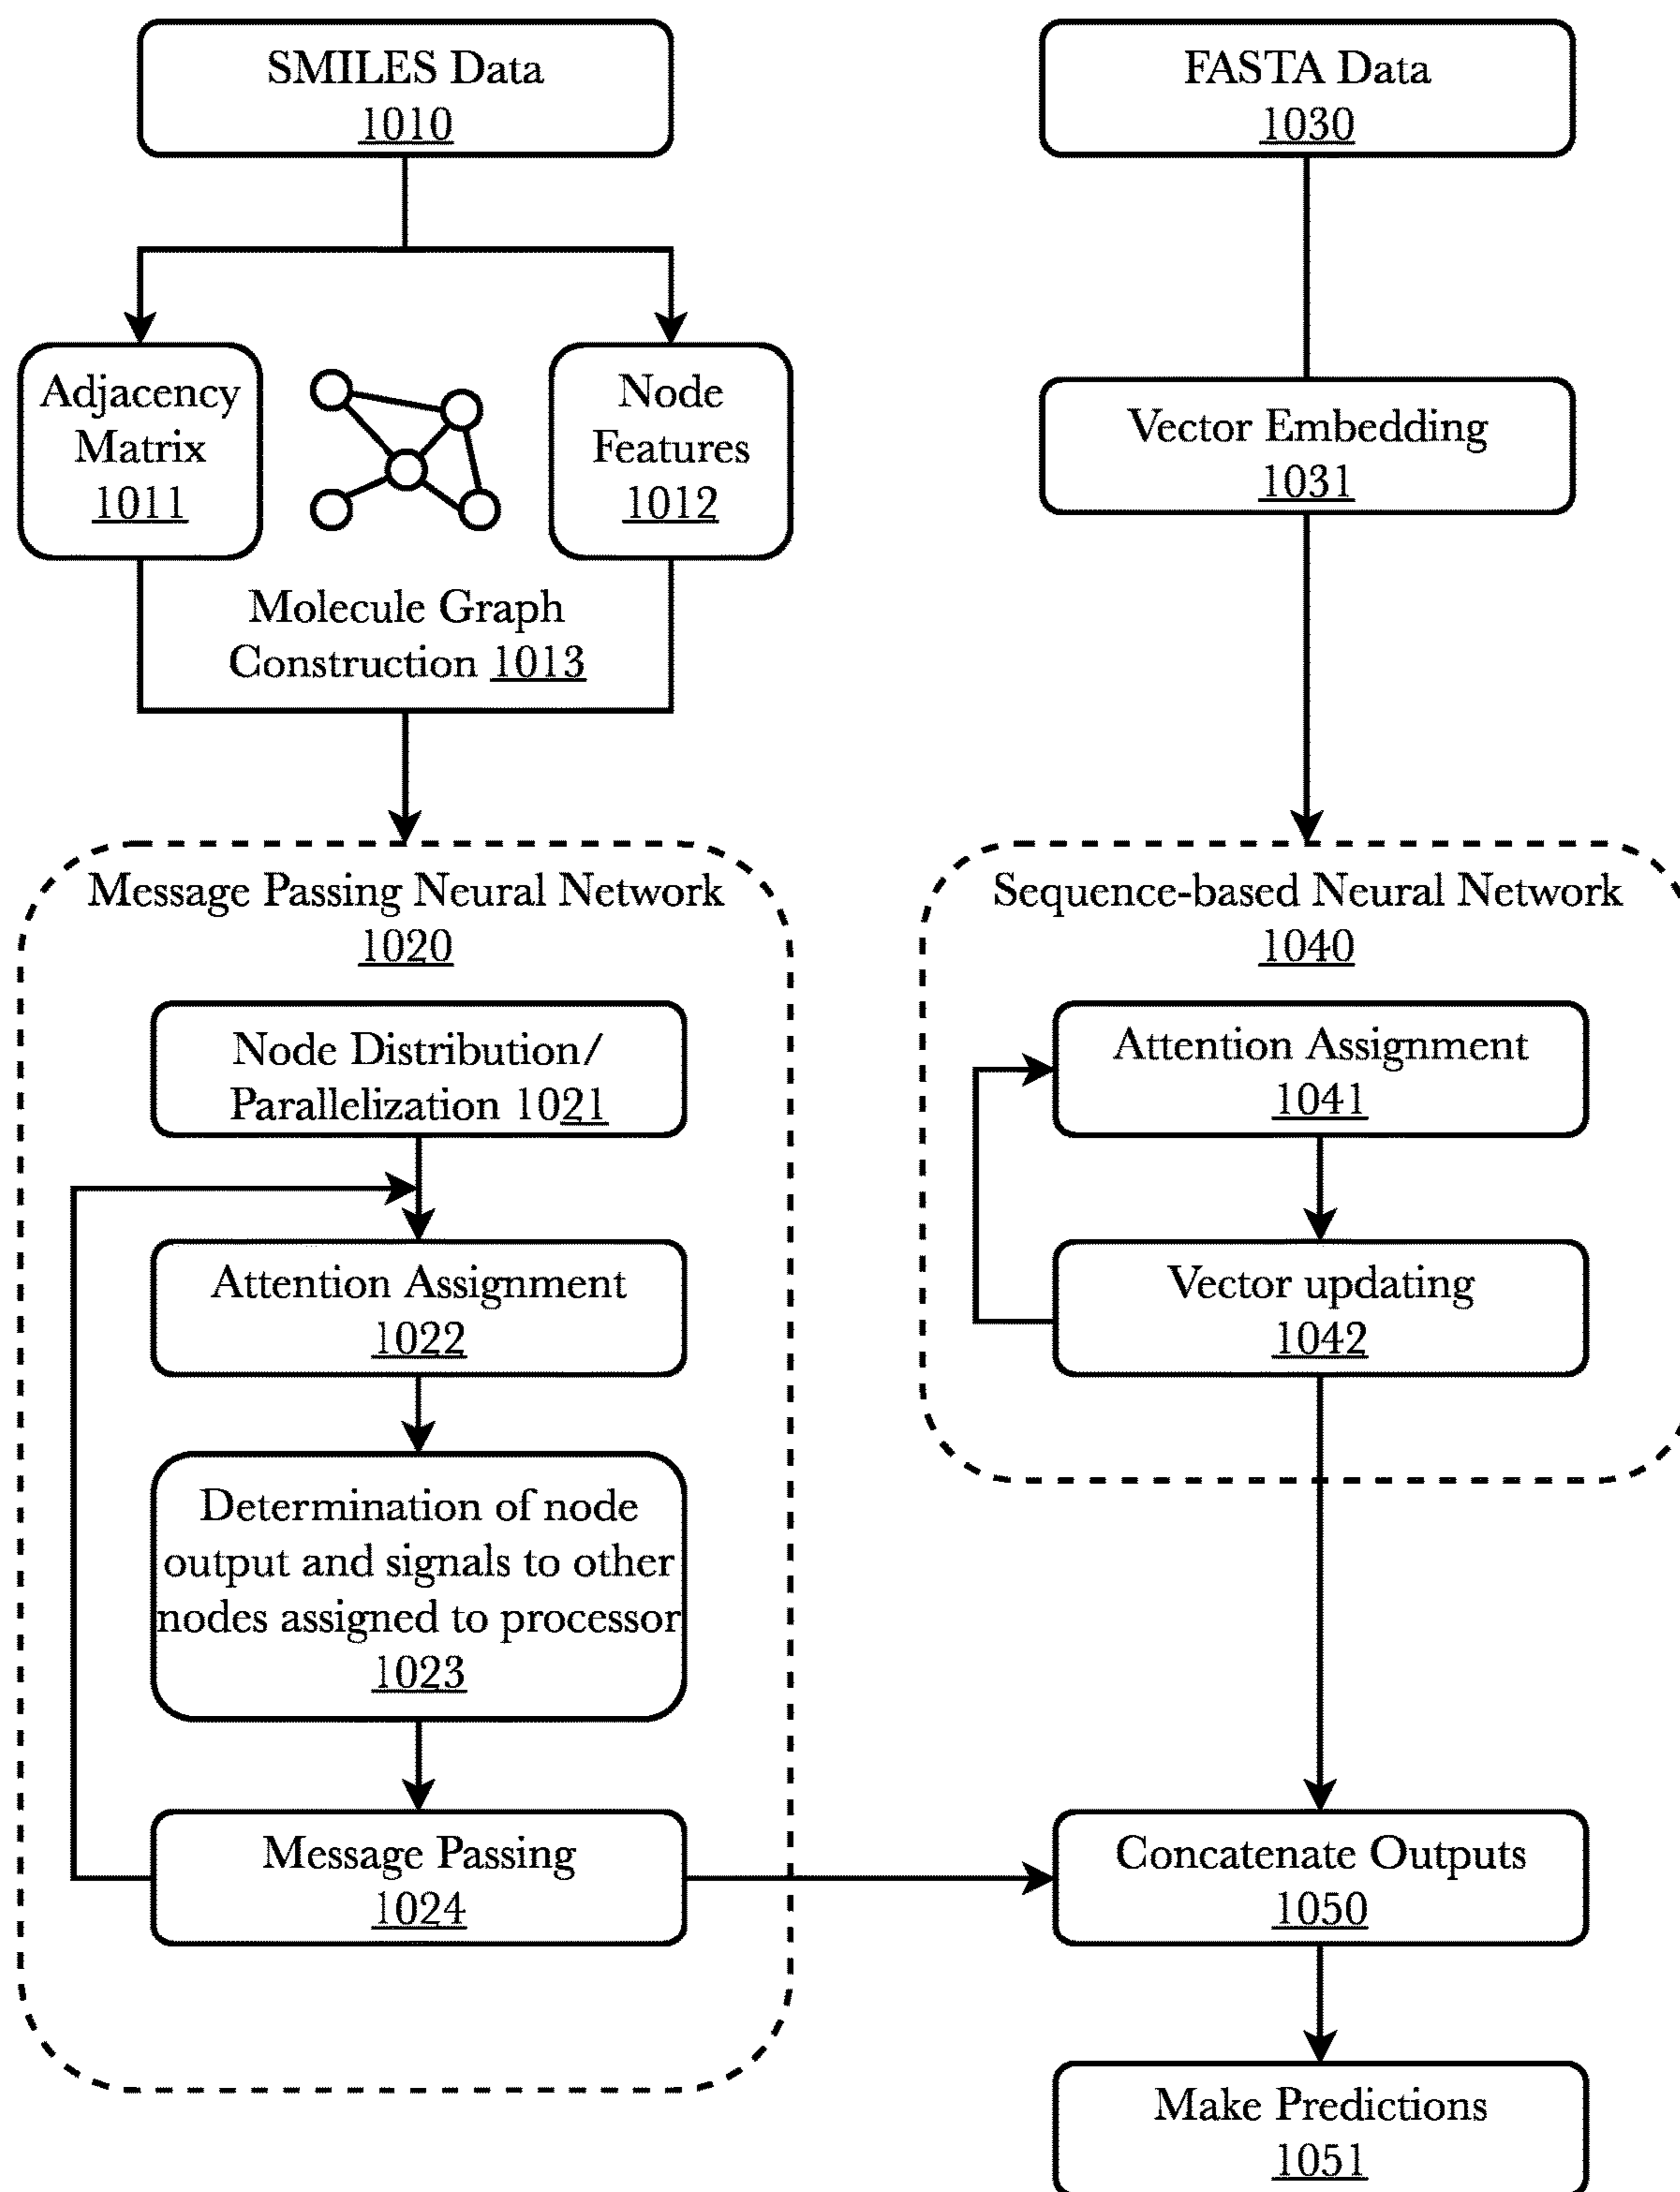 SMILES Data
1010
FASTA Data
1030
Adjacency
Matrix
1011
Node
Features
1012
Vector Embedding
1031
Molecule Graph
Construction 1013
Message Passing Neural Network
1020
Node Distribution/
Parallelization 1021
Attention Assignment
1022
Determination of node
output and signals to other
nodes assigned to processor
1023
Message Passing
1024
Sequence-based Neural Network
1040
Attention Assignment
1041
Vector updating
1042
Concatenate Outputs
1050
Make Predictions
1051